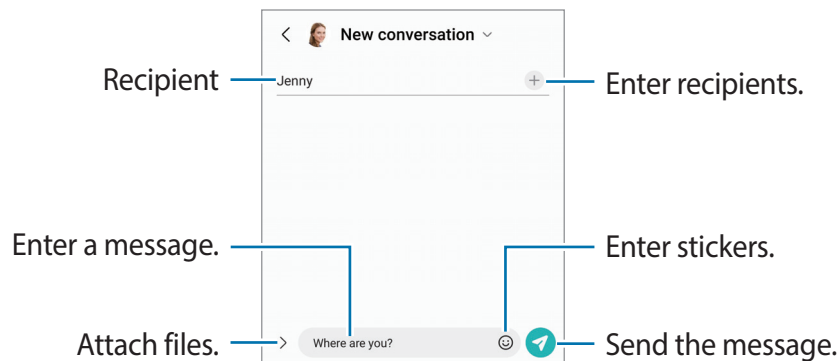 New conversation
Recipient
Jenny
Enter recipients.
Enter a message.
Enter stickers.
Attach files.
Where are you?
Send the message.